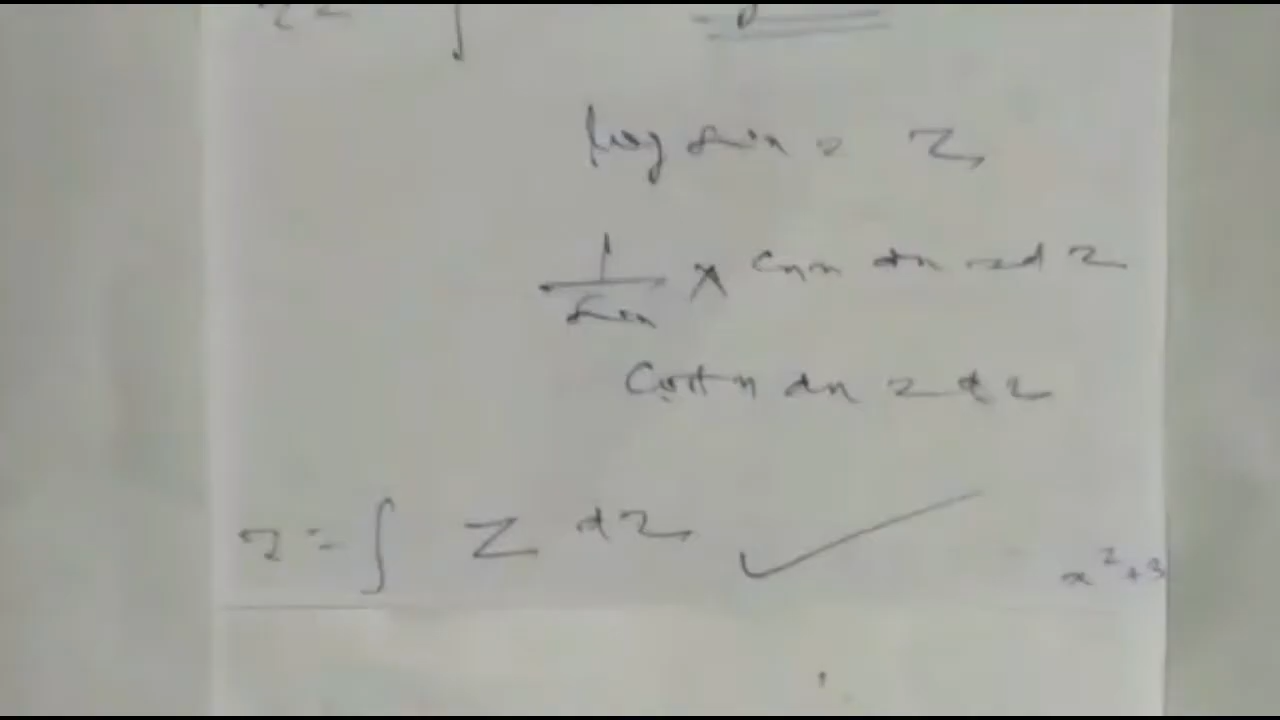 log sin x = z
1/sin x × cos x dx = dz
cot x dx = dz
I = ∫ z dz
x² + 3